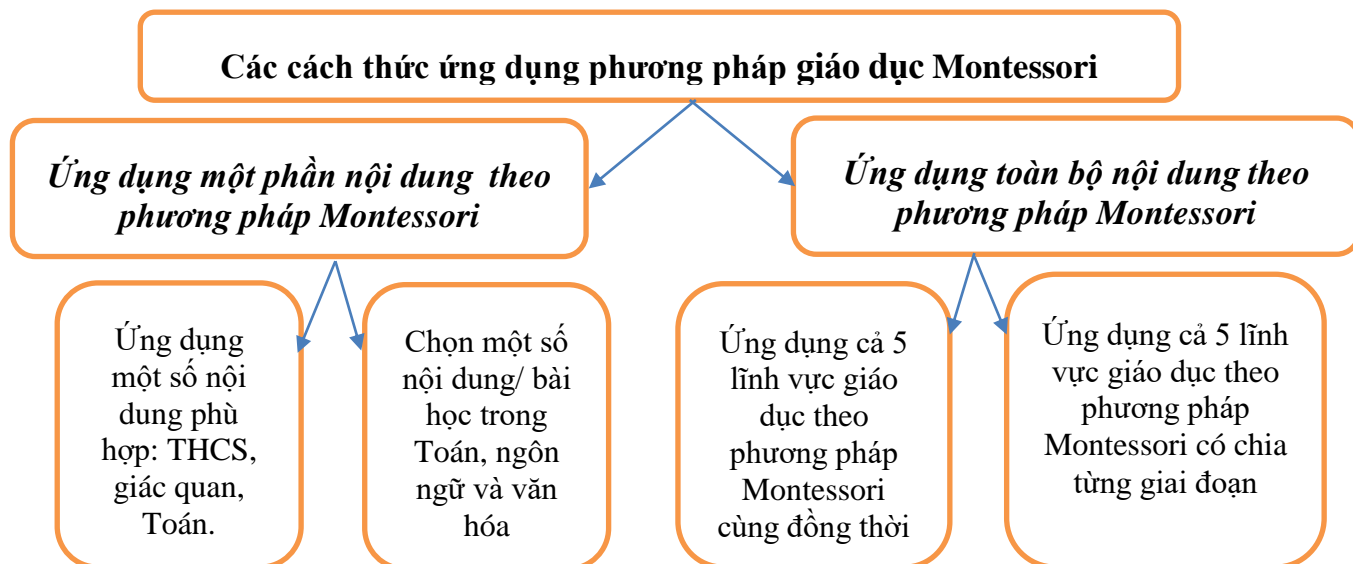 Các cách thức ứng dụng phương pháp giáo dục Montessori
Ứng dụng một phần nội dung theo
phương pháp Montessori
Ứng dụng toàn bộ nội dung theo
phương pháp Montessori
Ứng dụng
một số nội
dung phù
hợp: THCS,
giác quan,
Toán.
Chọn một số
nội dung/ bài
học trong
Toán, ngôn
ngữ và văn
hóa
Ứng dụng cả 5
lĩnh vực giáo
dục theo
phương pháp
Montessori
cùng đồng thời
Ứng dụng cả 5 lĩnh
vực giáo dục theo
phương pháp
Montessori có chia
từng giai đoạn